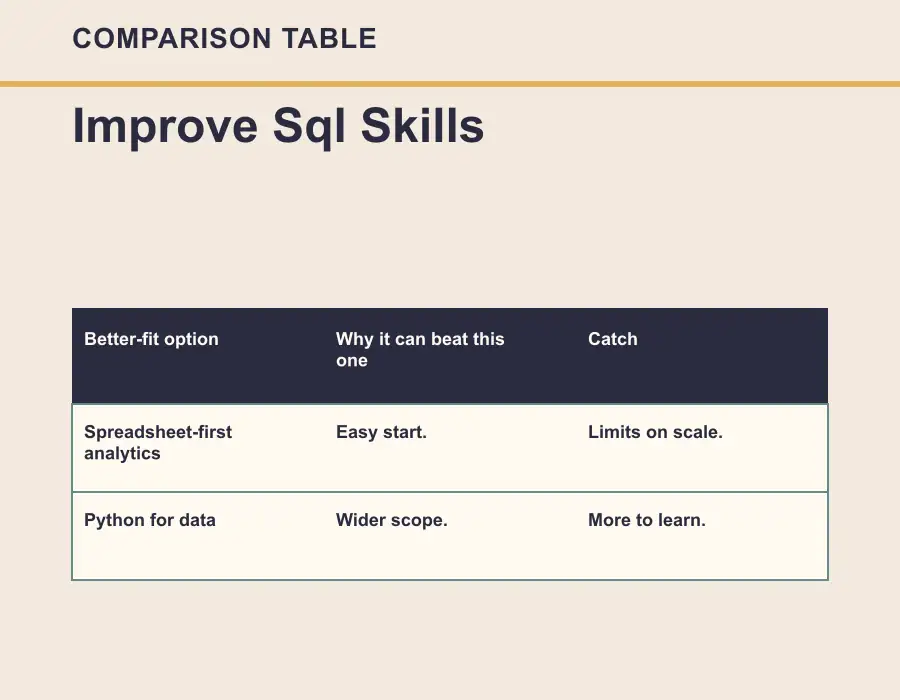 COMPARISON TABLE
Improve Sql Skills
Better-fit option
Why it can beat this
one
Catch
Spreadsheet-first
analytics
Easy start.
Limits on scale.
Python for data
Wider scope.
More to learn.